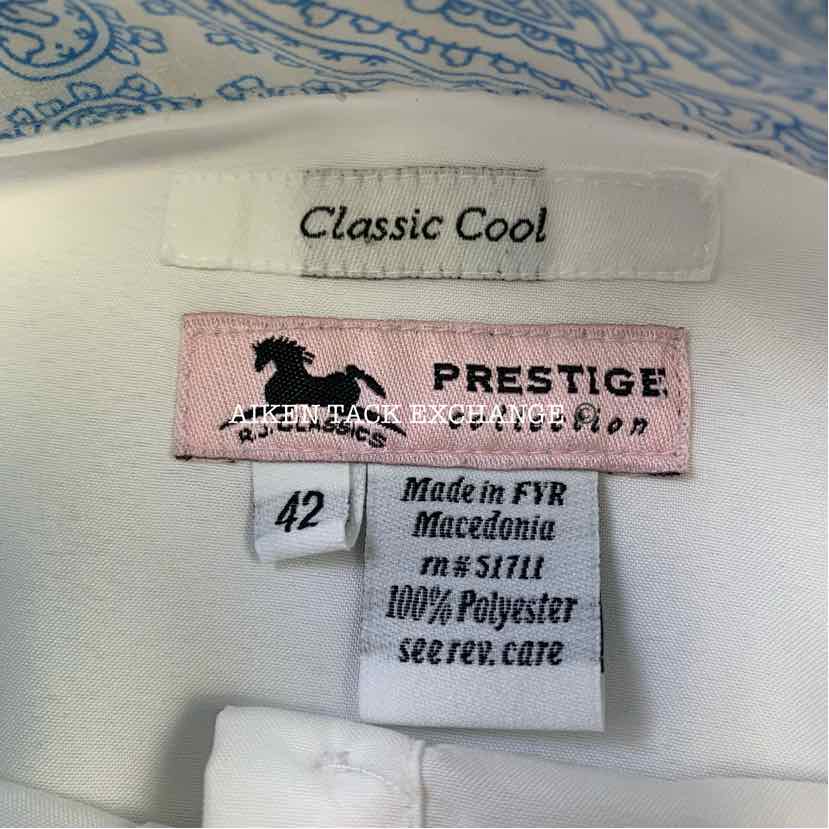 Classic Cool
PRESTIGE
Collection
R.J. CLASSICS
AIKEN TACK EXCHANGE ©
42
Made in FYR
Macedonia
rn# 51711
100% Polyester
see rev. care